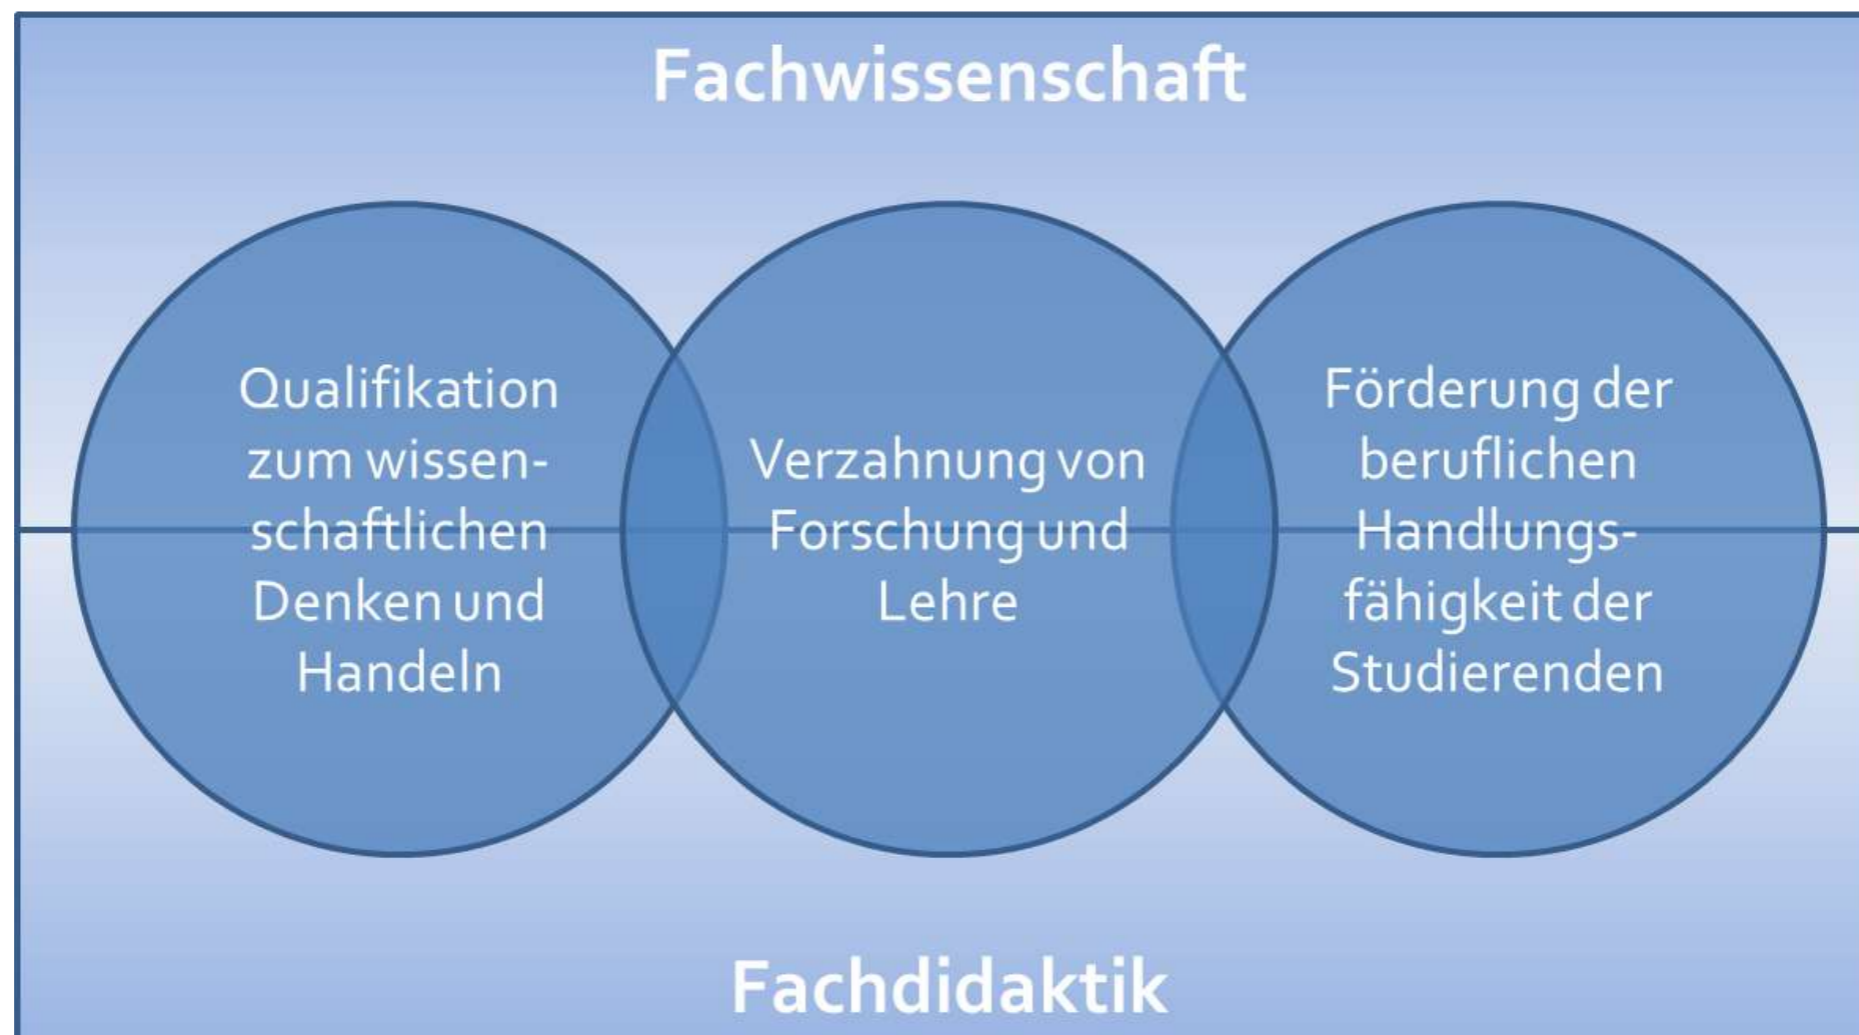 Fachwissenschaft
Qualifikation
zum wissen-
schaftlichen
Denken und
Handeln
Verzahnung von
Forschung und
Lehre
Förderung der
beruflichen
Handlungs-
fähigkeit der
Studierenden
Fachdidaktik